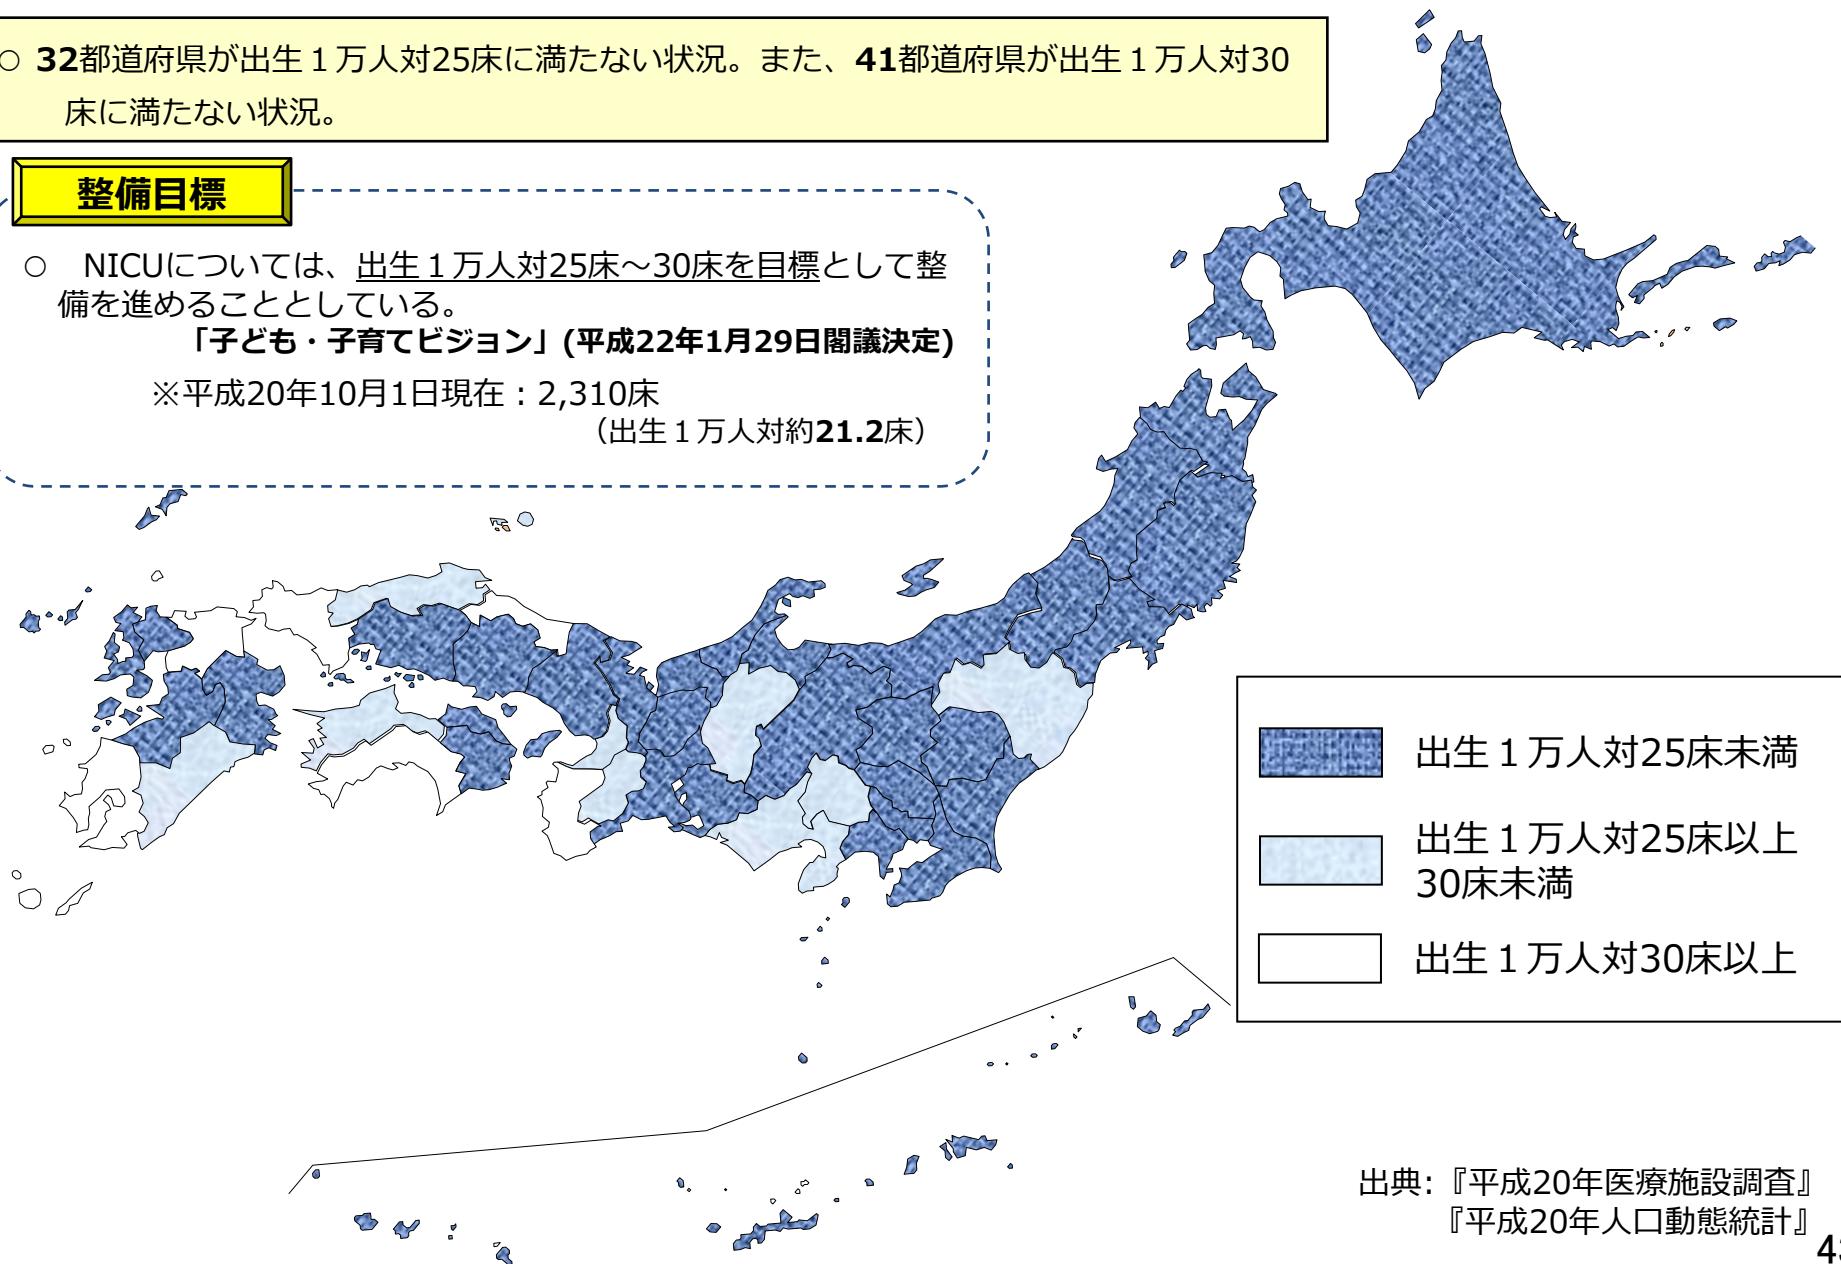 ○ 32都道府県が出生１万人対25床に満たない状況。また、41都道府県が出生１万人対30
床に満たない状況。
整備目標
○　NICUについては、出生１万人対25床～30床を目標として整
備を進めることとしている。
「子ども・子育てビジョン」(平成22年1月29日閣議決定)
※平成20年10月1日現在：2,310床
（出生１万人対約21.2床）
出生１万人対25床未満
出生１万人対25床以上
30床未満
出生１万人対30床以上
出典:『平成20年医療施設調査』
『平成20年人口動態統計』